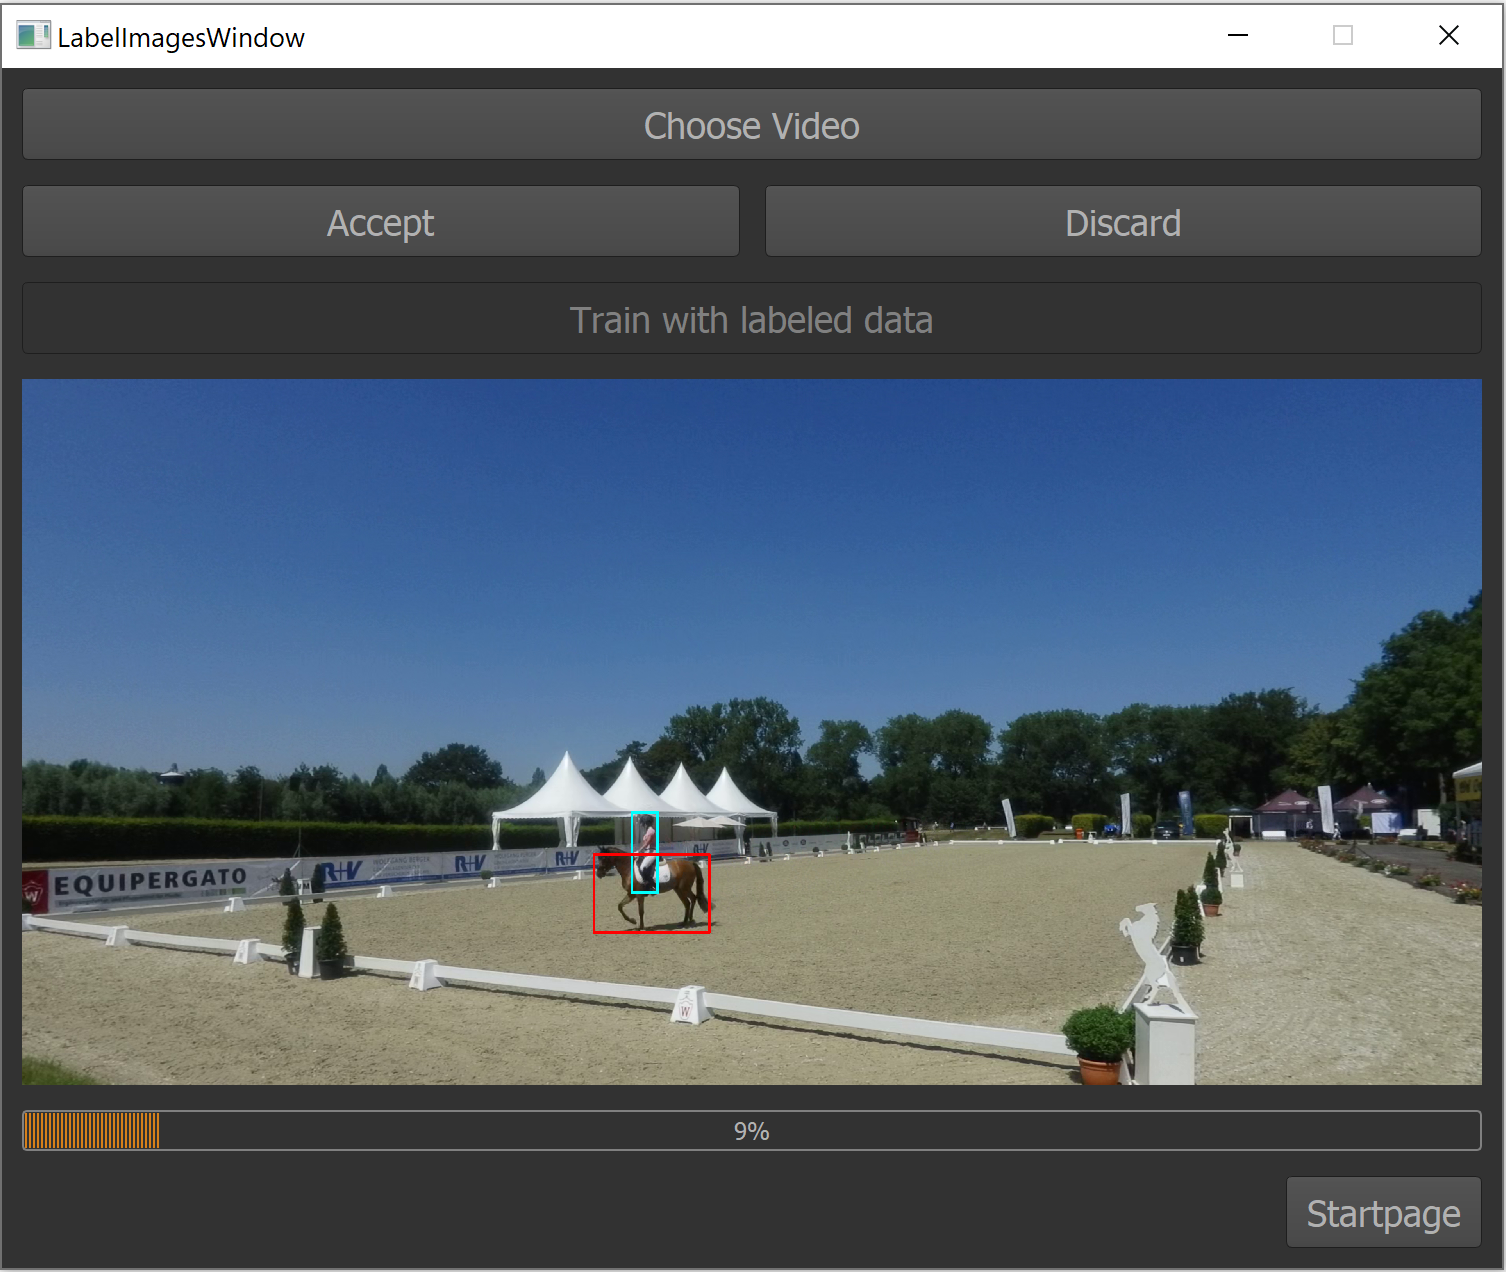 LabelImagesWindow
Choose Video
Accept
Discard
Train with labeled data
R+V
R+V
R+V
EQUIPERGATO
W
W
9%
Startpage